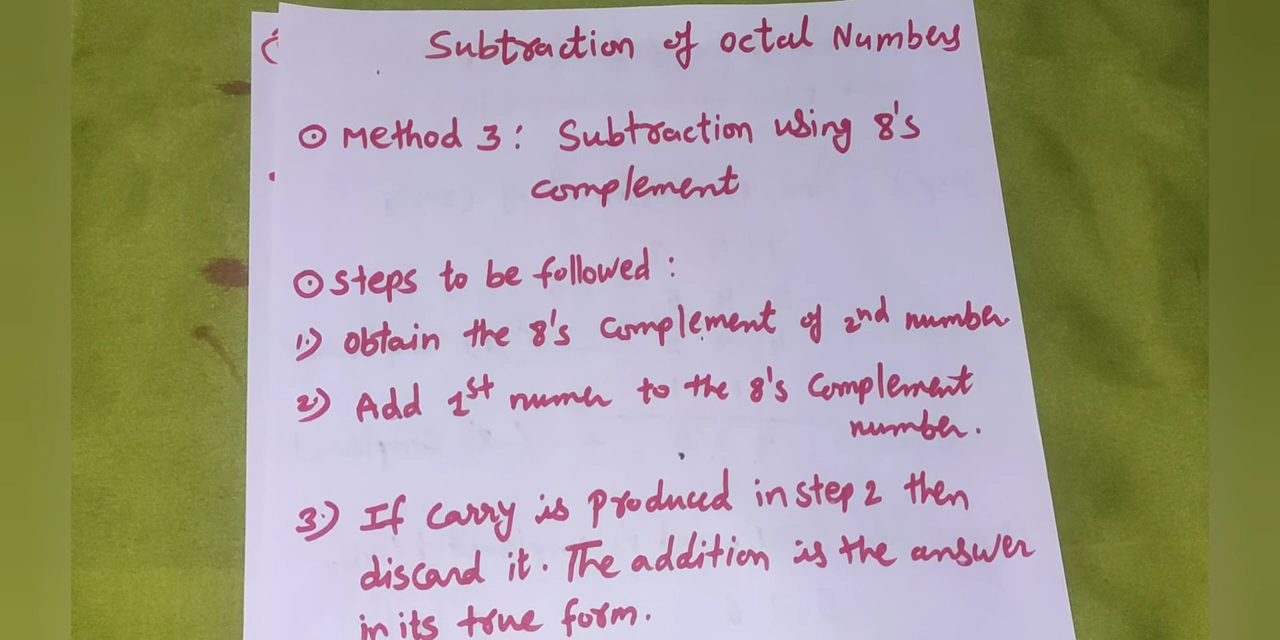 Subtraction of octal Numbers
Method 3: Subtraction using 8's
complement
Steps to be followed:
1.) Obtain the 8's Complement of 2nd number.
2.) Add 1st numer to the 8's Complement
number.
3.) If carry is produced in step 2 then
discard it. The addition is the answer
in its true form.